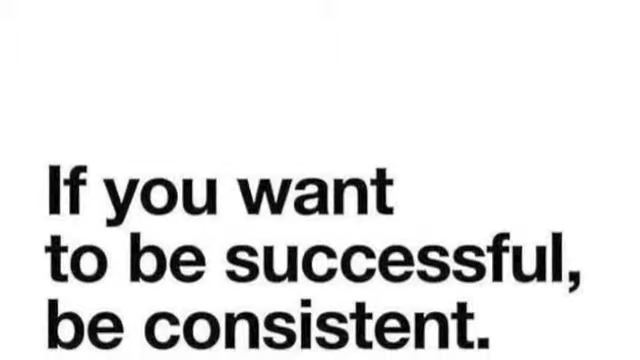 If you want
to be successful,
be consistent.